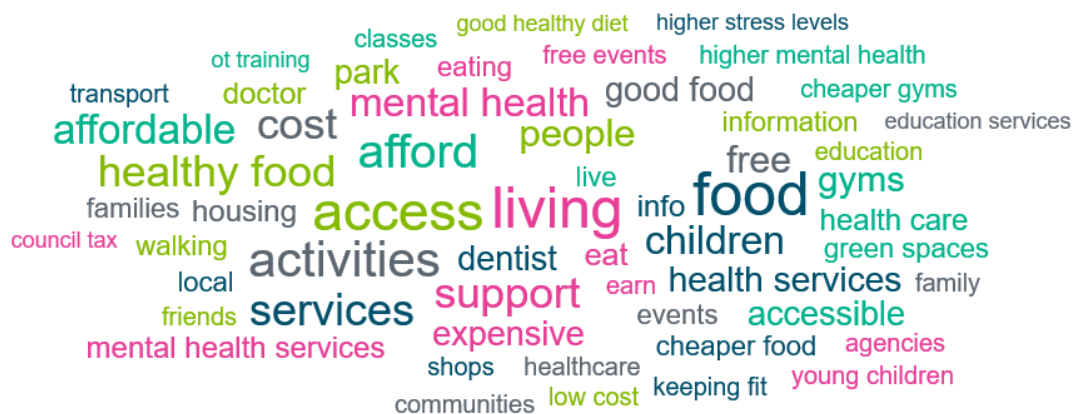 good healthy diet higher stress levels
classes
ot training park eating free events higher mental health
transport doctor mental health good food cheaper gyms
affordable cost people information education services
healthy food afford free education
live food gyms
families housing access living info health care
council tax walking activities dentist eat children green spaces
local support earn health services family
friends services events accessible
mental health services expensive cheaper food agencies
shops healthcare keeping fit young children
communities low cost